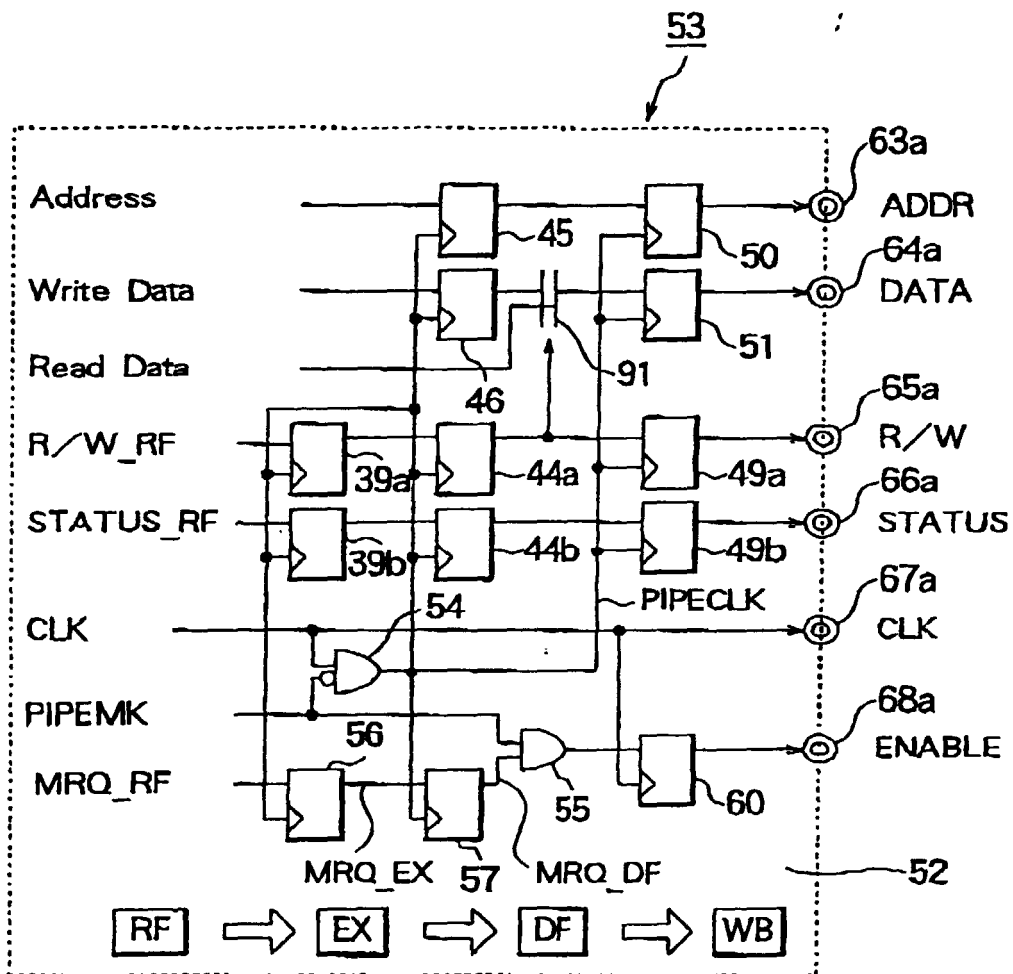 53
63a
Address
45
50
ADDR
64a
Write Data
46
91
51
DATA
Read Data
65a
R/W_RF
39a
44a
49a
R/W
66a
STATUS_RF
39b
44b
49b
STATUS
PIPECLK
67a
CLK
54
CLK
PIPEMK
56
55
68a
ENABLE
MRQ_RF
60
MRQ_EX
57
MRQ_DF
52
RF
EX
DF
WB